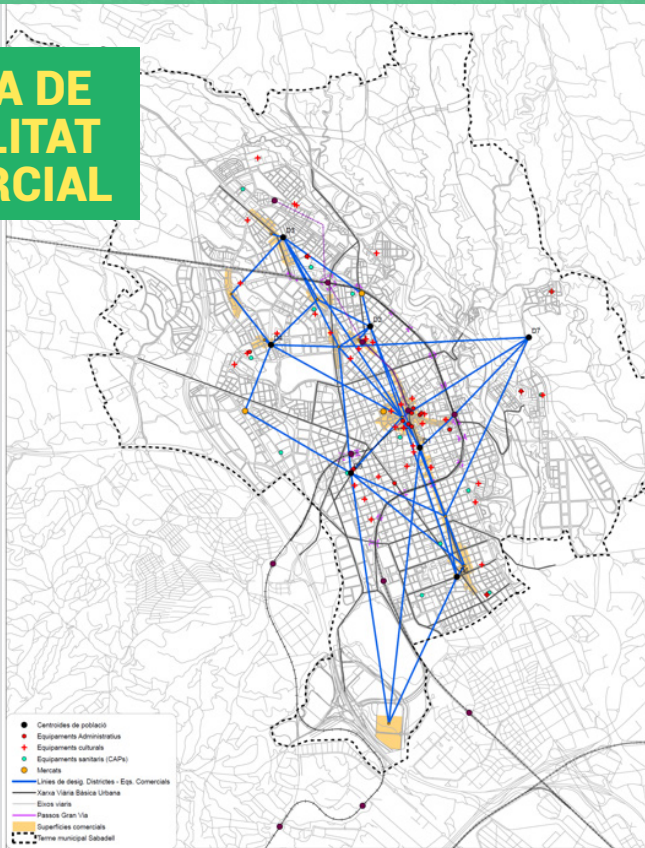 A DE
LITAT
RCIAL
D3
D7
Centroides de població
Equipaments Administratius
Equipaments culturals
Equipaments sanitaris (CAPs)
Mercats
Línies de desig, Districtes - Eqs. Comercials
Xarxa Viària Bàsica Urbana
Eixos viaris
Passos Gran Via
Superfícies comercials
Terme municipal Sabadell